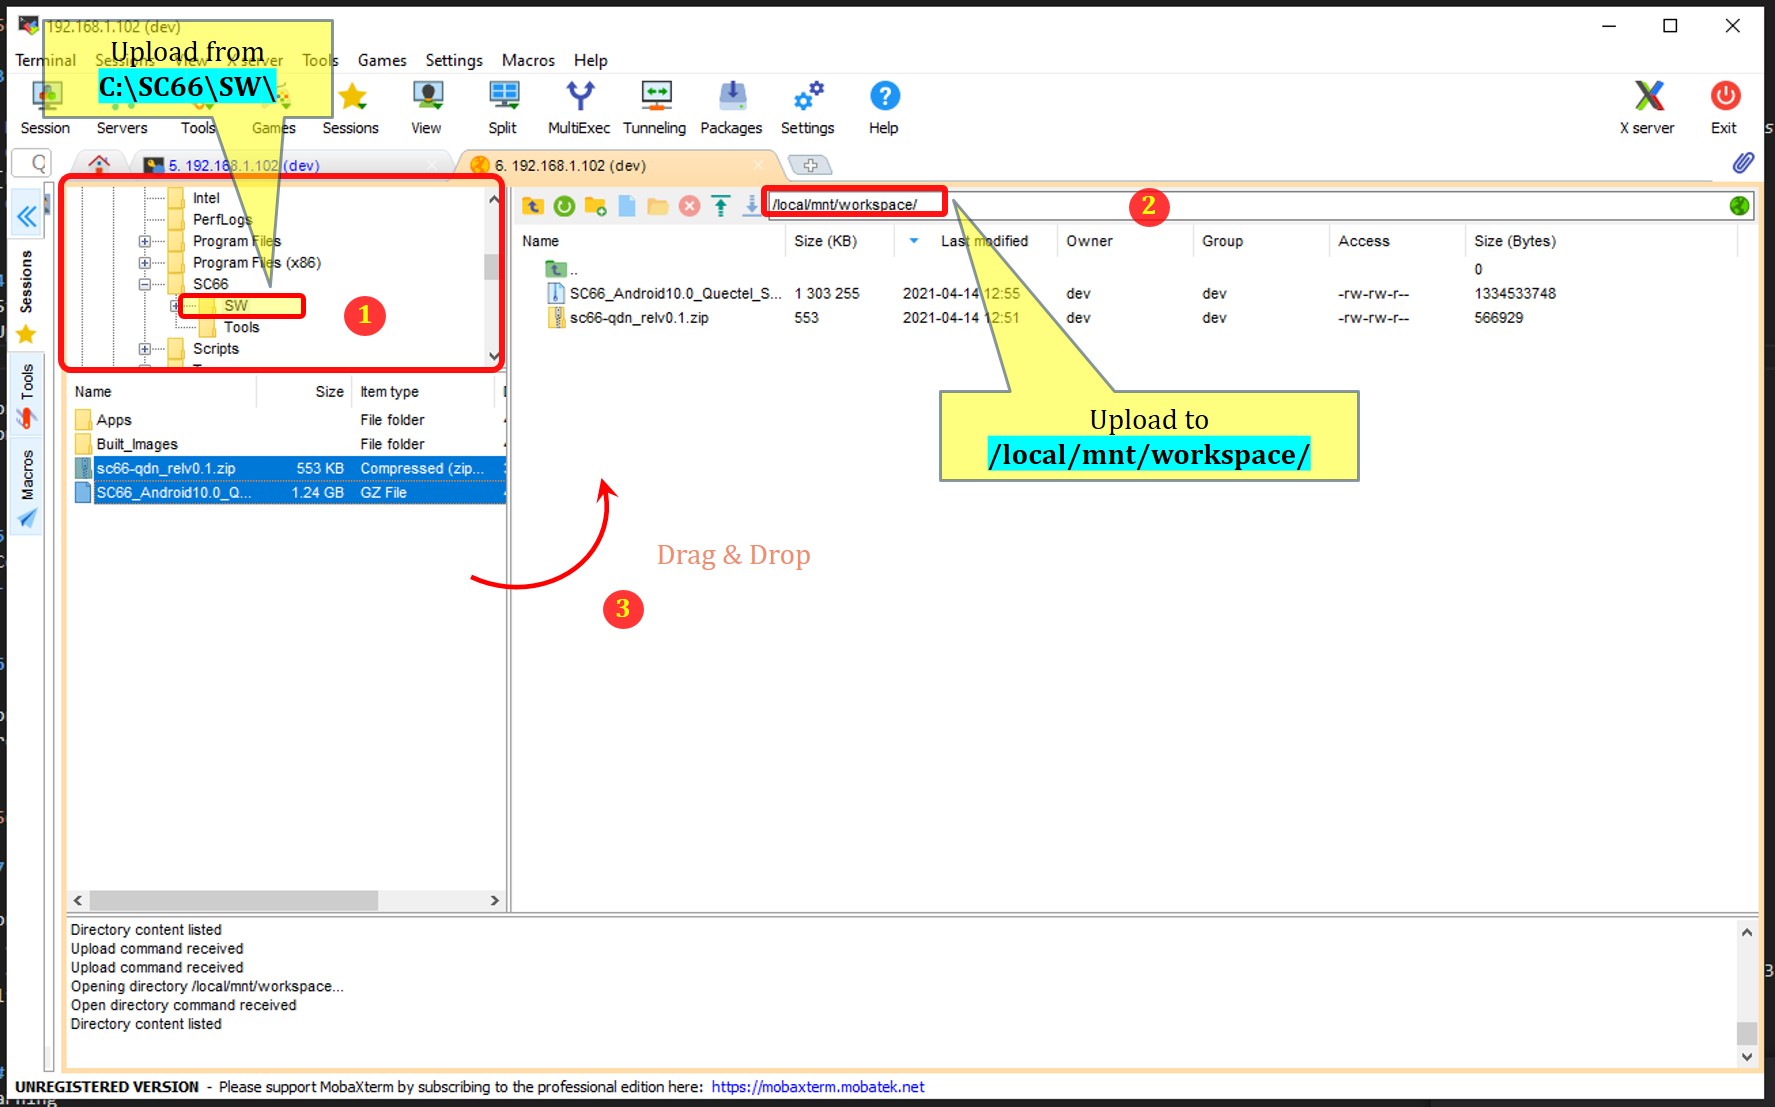 192.168.1.102 (dev)
Upload from
C:\SC66\SW\
Terminal Sessions View X server Tools Games Settings Macros Help
Session Servers Tools Games Sessions View Split MultiExec Tunneling Packages Settings Help X server Exit
5. 192.168.1.102 (dev) 6. 192.168.1.102 (dev)
Sessions
Tools
Macros
Intel
PerfLogs
Program Files
Program Files (x86)
SC66
SW
Tools
Scripts
1
Name Size Item type
Apps File folder
Built_Images File folder
sc66-qdn_relv0.1.zip 553 KB Compressed (zip...
SC66_Android10.0_Q... 1.24 GB GZ File
/local/mnt/workspace/
2
Name Size (KB) Last modified Owner Group Access Size (Bytes)
.. 0
SC66_Android10.0_Quectel_S... 1 303 255 2021-04-14 12:55 dev dev -rw-rw-r-- 1334533748
sc66-qdn_relv0.1.zip 553 2021-04-14 12:51 dev dev -rw-rw-r-- 566929
Upload to
/local/mnt/workspace/
Drag & Drop
3
Directory content listed
Upload command received
Upload command received
Opening directory /local/mnt/workspace...
Open directory command received
Directory content listed
UNREGISTERED VERSION - Please support MobaXterm by subscribing to the professional edition here: https://mobaxterm.mobatek.net